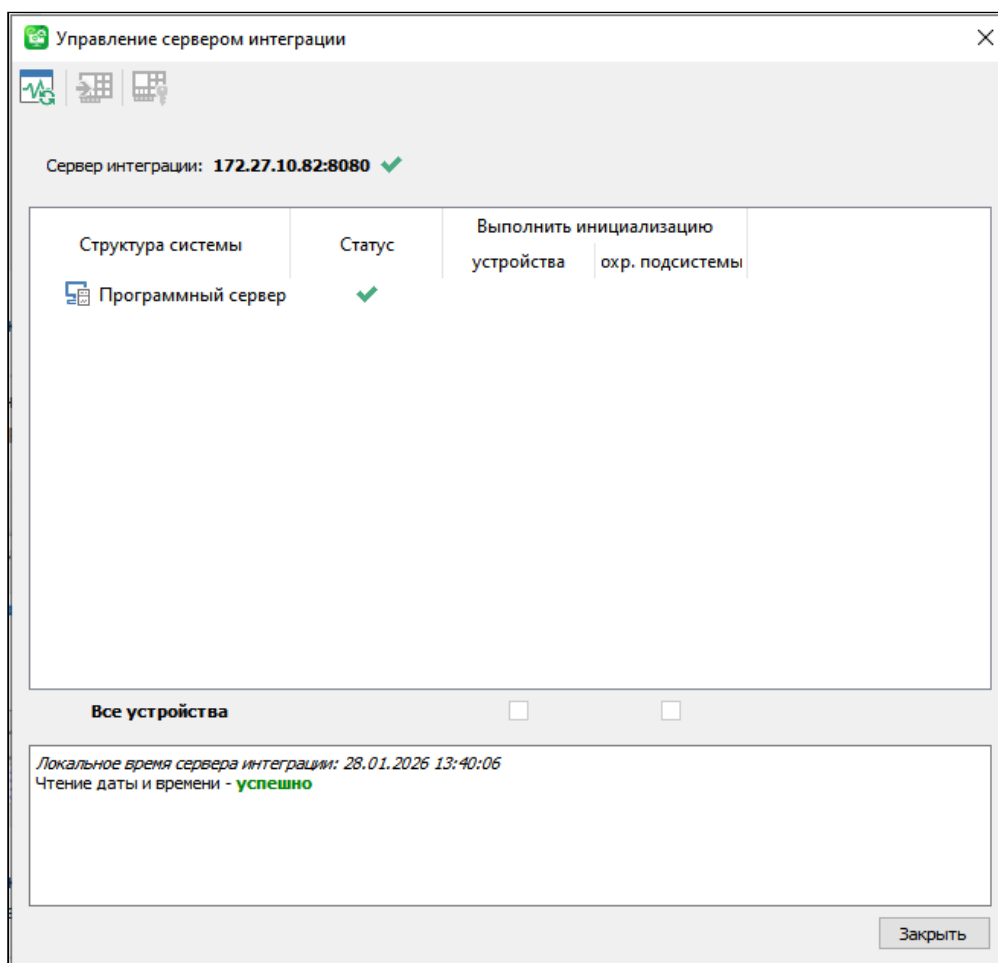 Управление сервером интеграции
Сервер интеграции: 172.27.10.82:8080
Структура системы
Статус
Выполнить инициализацию
устройства
охр. подсистемы
Программный сервер
Все устройства
Локальное время сервера интеграции: 28.01.2026 13:40:06
Чтение даты и времени - успешно
Закрыть